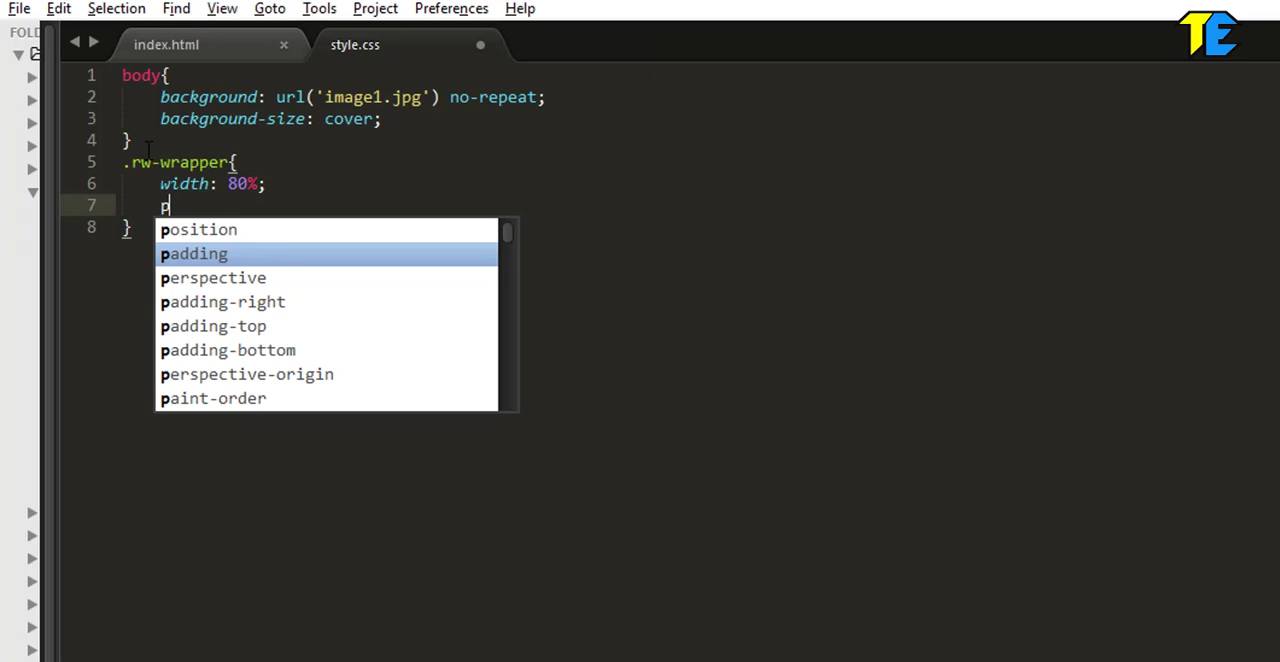 File Edit Selection Find View Goto Tools Project Preferences Help
TE
FOLD
index.html × style.css
1 body{
2 background: url('image1.jpg') no-repeat;
3 background-size: cover;
4 }
5 .rw-wrapper{
6 width: 80%;
7 p
8 }
position
padding
perspective
padding-right
padding-top
padding-bottom
perspective-origin
paint-order